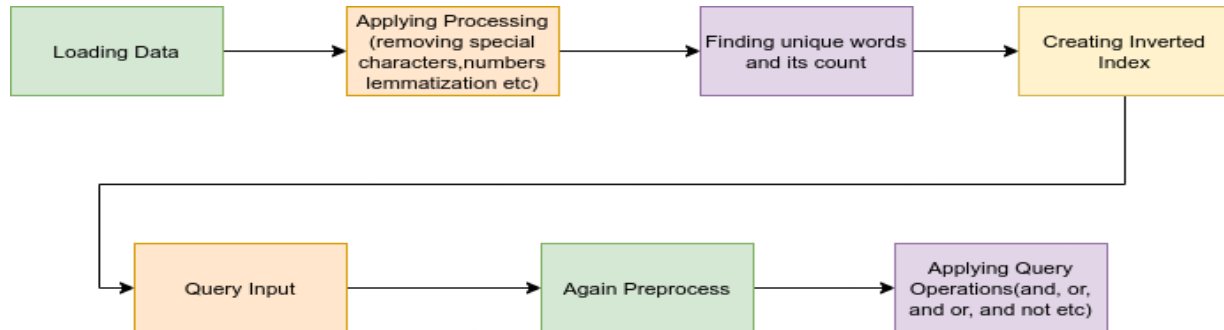 Loading Data
Applying Processing
(removing special
characters,numbers
lemmatization etc)
Finding unique words
and its count
Creating Inverted
Index
Query Input
Again Preprocess
Applying Query
Operations(and, or,
and or, and not etc)